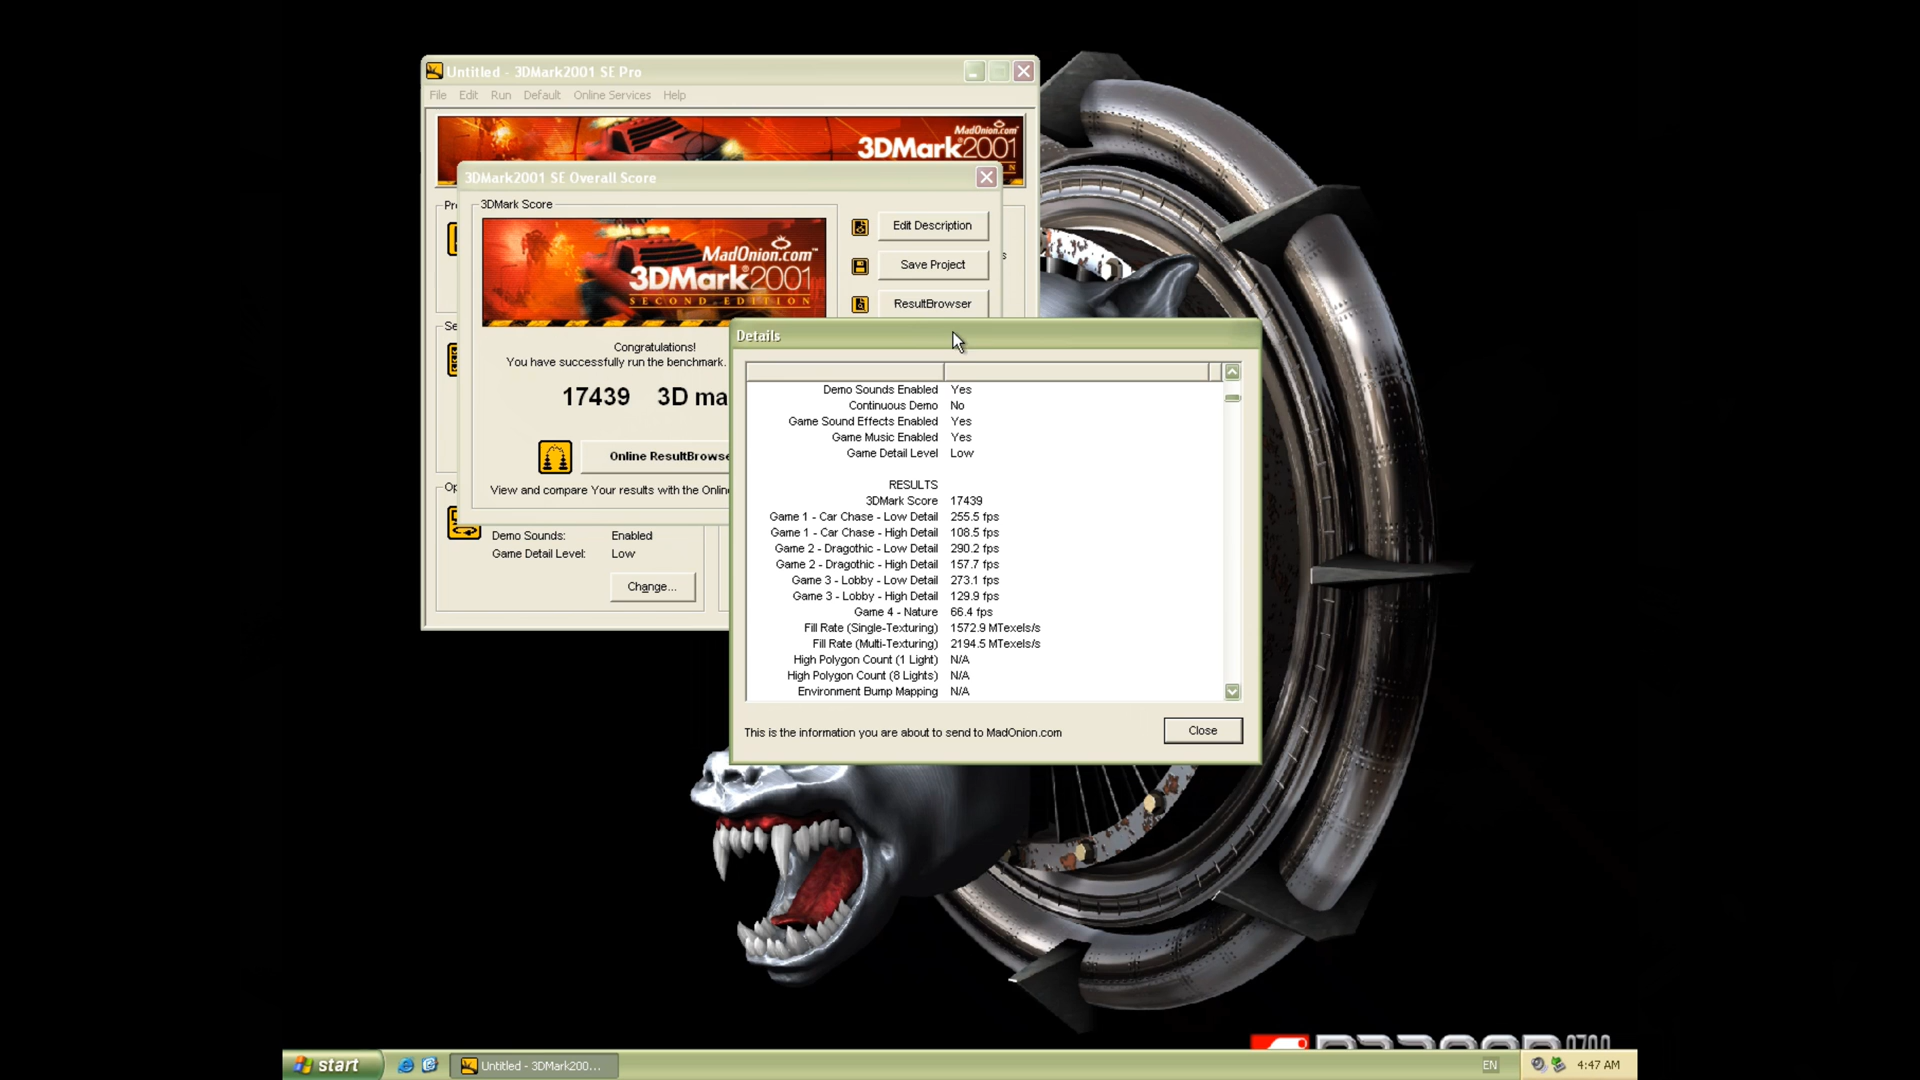 Untitled - 3DMark2001 SE Pro
File Edit Run Default Online Services Help
MadOnion.com
3DMark2001
3DMark2001 SE Overall Score
3DMark Score
MadOnion.com™
3DMark2001
SECOND EDITION
Edit Description
Save Project
ResultBrowser
Congratulations!
You have successfully run the benchmark.
17439 3D ma
Online ResultBrowse
View and compare Your results with the Onlin
Demo Sounds: Enabled
Game Detail Level: Low
Change...
Details
Demo Sounds Enabled Yes
Continuous Demo No
Game Sound Effects Enabled Yes
Game Music Enabled Yes
Game Detail Level Low
RESULTS
3DMark Score 17439
Game 1 - Car Chase - Low Detail 255.5 fps
Game 1 - Car Chase - High Detail 108.5 fps
Game 2 - Dragothic - Low Detail 290.2 fps
Game 2 - Dragothic - High Detail 157.7 fps
Game 3 - Lobby - Low Detail 273.1 fps
Game 3 - Lobby - High Detail 129.9 fps
Game 4 - Nature 66.4 fps
Fill Rate (Single-Texturing) 1572.9 MTexels/s
Fill Rate (Multi-Texturing) 2194.5 MTexels/s
High Polygon Count (1 Light) N/A
High Polygon Count (8 Lights) N/A
Environment Bump Mapping N/A
This is the information you are about to send to MadOnion.com
Close
start
Untitled - 3DMark200...
EN
4:47 AM